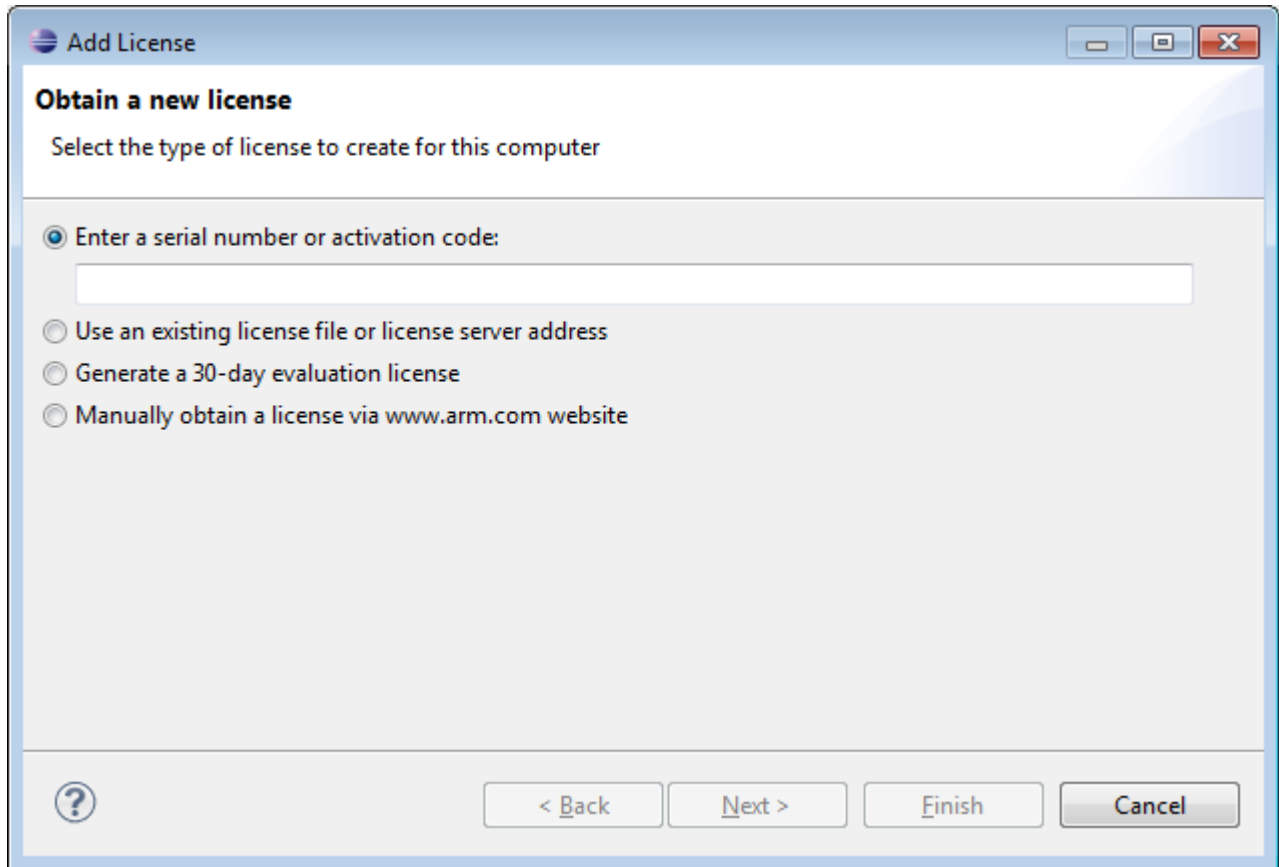 Add License
Obtain a new license
Select the type of license to create for this computer
Enter a serial number or activation code:
Use an existing license file or license server address
Generate a 30-day evaluation license
Manually obtain a license via www.arm.com website
? < Back Next > Finish Cancel